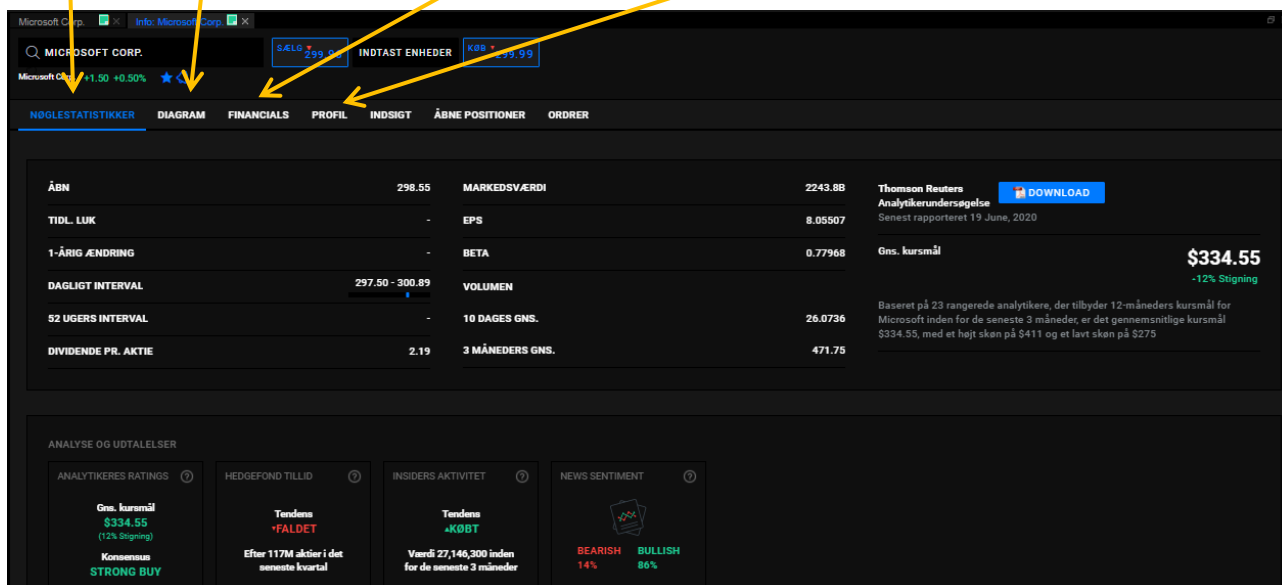 Microsoft Corp.
Info: Microsoft Corp.
MICROSOFT CORP.
SÆLG
INDTAST ENHEDER
KØB
299.99
Microsoft Corp. +1.50 +0.50%
NØGLESTATISTIKKER DIAGRAM FINANCIALS PROFIL INDSIGT ÅBNE POSITIONER ORDRER
ÅBN 298.55
TIDL. LUK -
1-ÅRIG ÆNDRING -
DAGLIGT INTERVAL 297.50 - 300.89
52 UGERS INTERVAL -
DIVIDENDE PR. AKTIE 2.19
MARKEDSVÆRDI 2243.8B
EPS 8.05507
BETA 0.77968
VOLUMEN
10 DAGES GNS. 26.0736
3 MÅNEDERS GNS. 471.75
Thomson Reuters
Analytikerundersøgelse
DOWNLOAD
Senest rapporteret 19 June, 2020
Gns. kursmål $334.55
-12% Stigning
Baseret på 23 rangerede analytikere, der tilbyder 12-måneders kursmål for
Microsoft inden for de seneste 3 måneder, er det gennemsnitlige kursmål
$334.55, med et højt skøn på $411 og et lavt skøn på $275
ANALYSE OG UDTALELSER
ANALYTIKERES RATINGS ?
Gns. kursmål
$334.55
(12% Stigning)
Konsensus
STRONG BUY
HEDGEFOND TILLID ?
Tendens
▾FALDET
Efter 117M aktier i det
seneste kvartal
INSIDERS AKTIVITET ?
Tendens
▴KØBT
Værdi 27,146,300 inden
for de seneste 3 måneder
NEWS SENTIMENT ?
BEARISH BULLISH
14% 86%